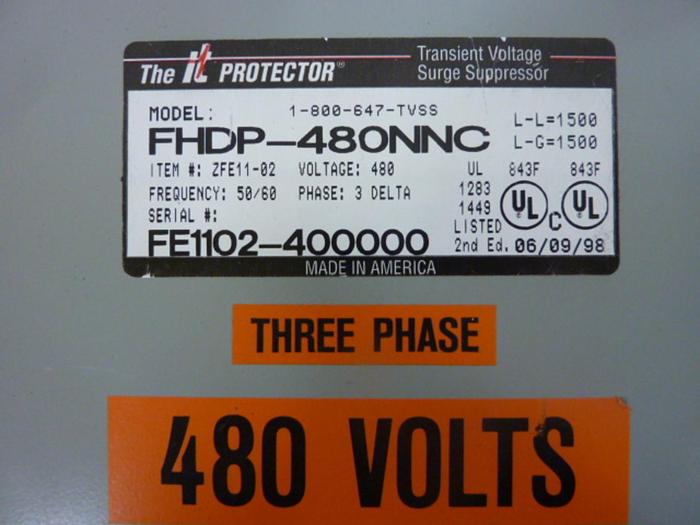 The it PROTECTOR®
Transient Voltage
Surge Suppressor
MODEL: 1-800-647-TVSS
FHDP-480NNC
L-L=1500
L-G=1500
ITEM #: ZFE11-02 VOLTAGE: 480 UL 843F 843F
FREQUENCY: 50/60 PHASE: 3 DELTA 1283
SERIAL #: 1449 UL C UL
LISTED
FE1102-400000 2nd Ed. 06/09/98
MADE IN AMERICA
THREE PHASE
480 VOLTS